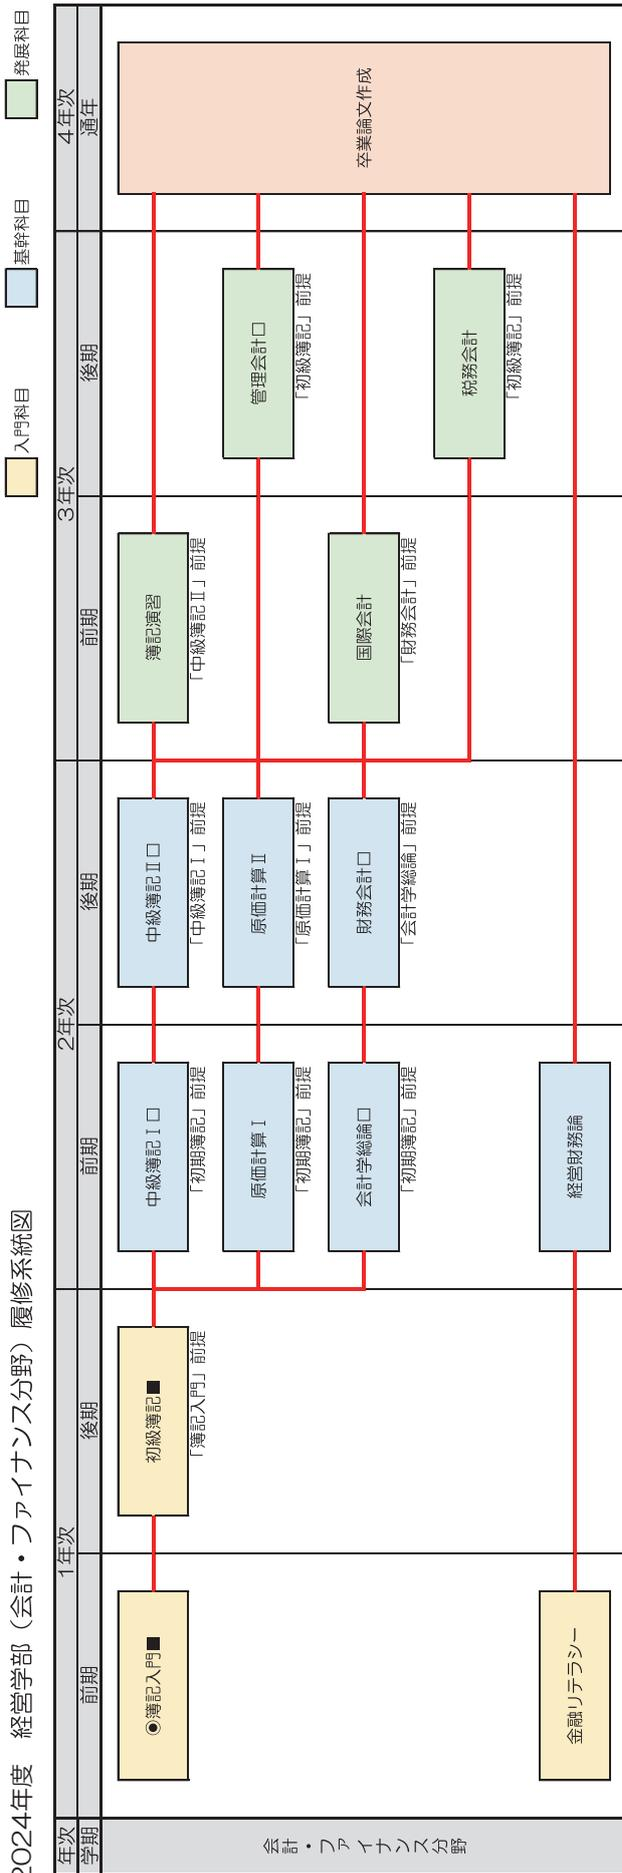 2024年度　経営学部（会計・ファイナンス分野）履修系統図
入門科目
基幹科目
発展科目
年次
1年次
2年次
3年次
4年次
学期
前期
後期
前期
後期
前期
後期
通年
会計・ファイナンス分野
◉簿記入門■
初級簿記■
「簿記入門」前提
中級簿記Ⅰ□
「初期簿記」前提
中級簿記Ⅱ□
「中級簿記Ⅰ」前提
簿記演習
「中級簿記Ⅱ」前提
原価計算Ⅰ
「初期簿記」前提
原価計算Ⅱ
「原価計算Ⅰ」前提
管理会計□
「初級簿記」前提
会計学総論□
「初期簿記」前提
財務会計□
「会計学総論」前提
国際会計
「財務会計」前提
税務会計
「初級簿記」前提
金融リテラシー
経営財務論
卒業論文作成